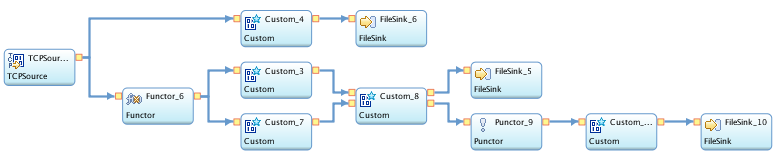 Custom_4
Custom
FileSink_6
FileSink
TCPSour...
TCPSource
Custom_3
Custom
FileSink_5
FileSink
Functor_6
Functor
Custom_8
Custom
Custom_7
Custom
Punctor_9
Punctor
Custom_...
Custom
FileSink_10
FileSink